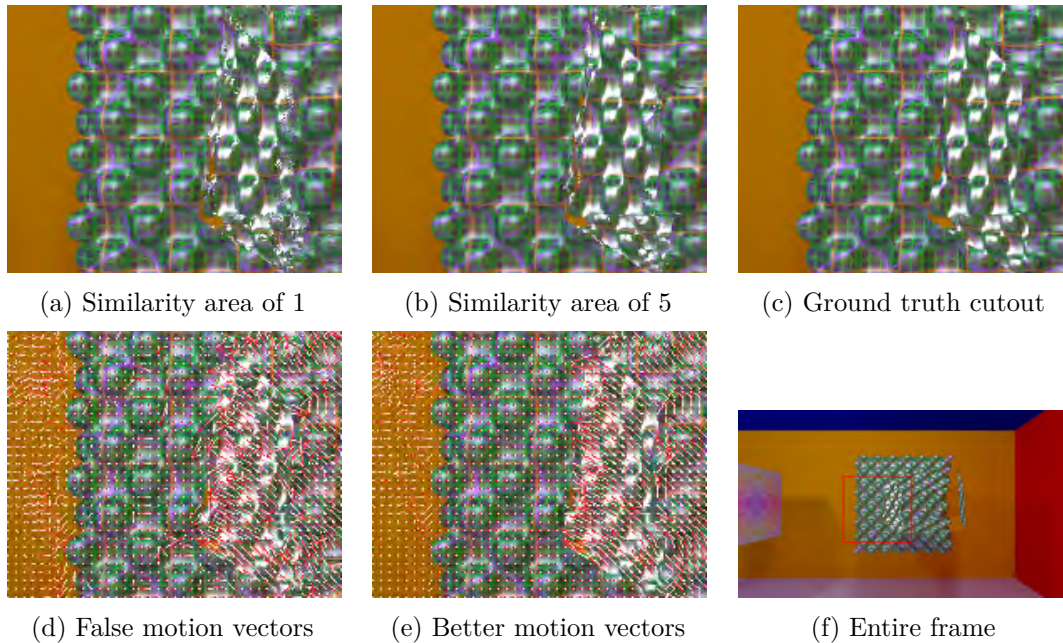 (a) Similarity area of 1
(b) Similarity area of 5
(c) Ground truth cutout
(d) False motion vectors
(e) Better motion vectors
(f) Entire frame